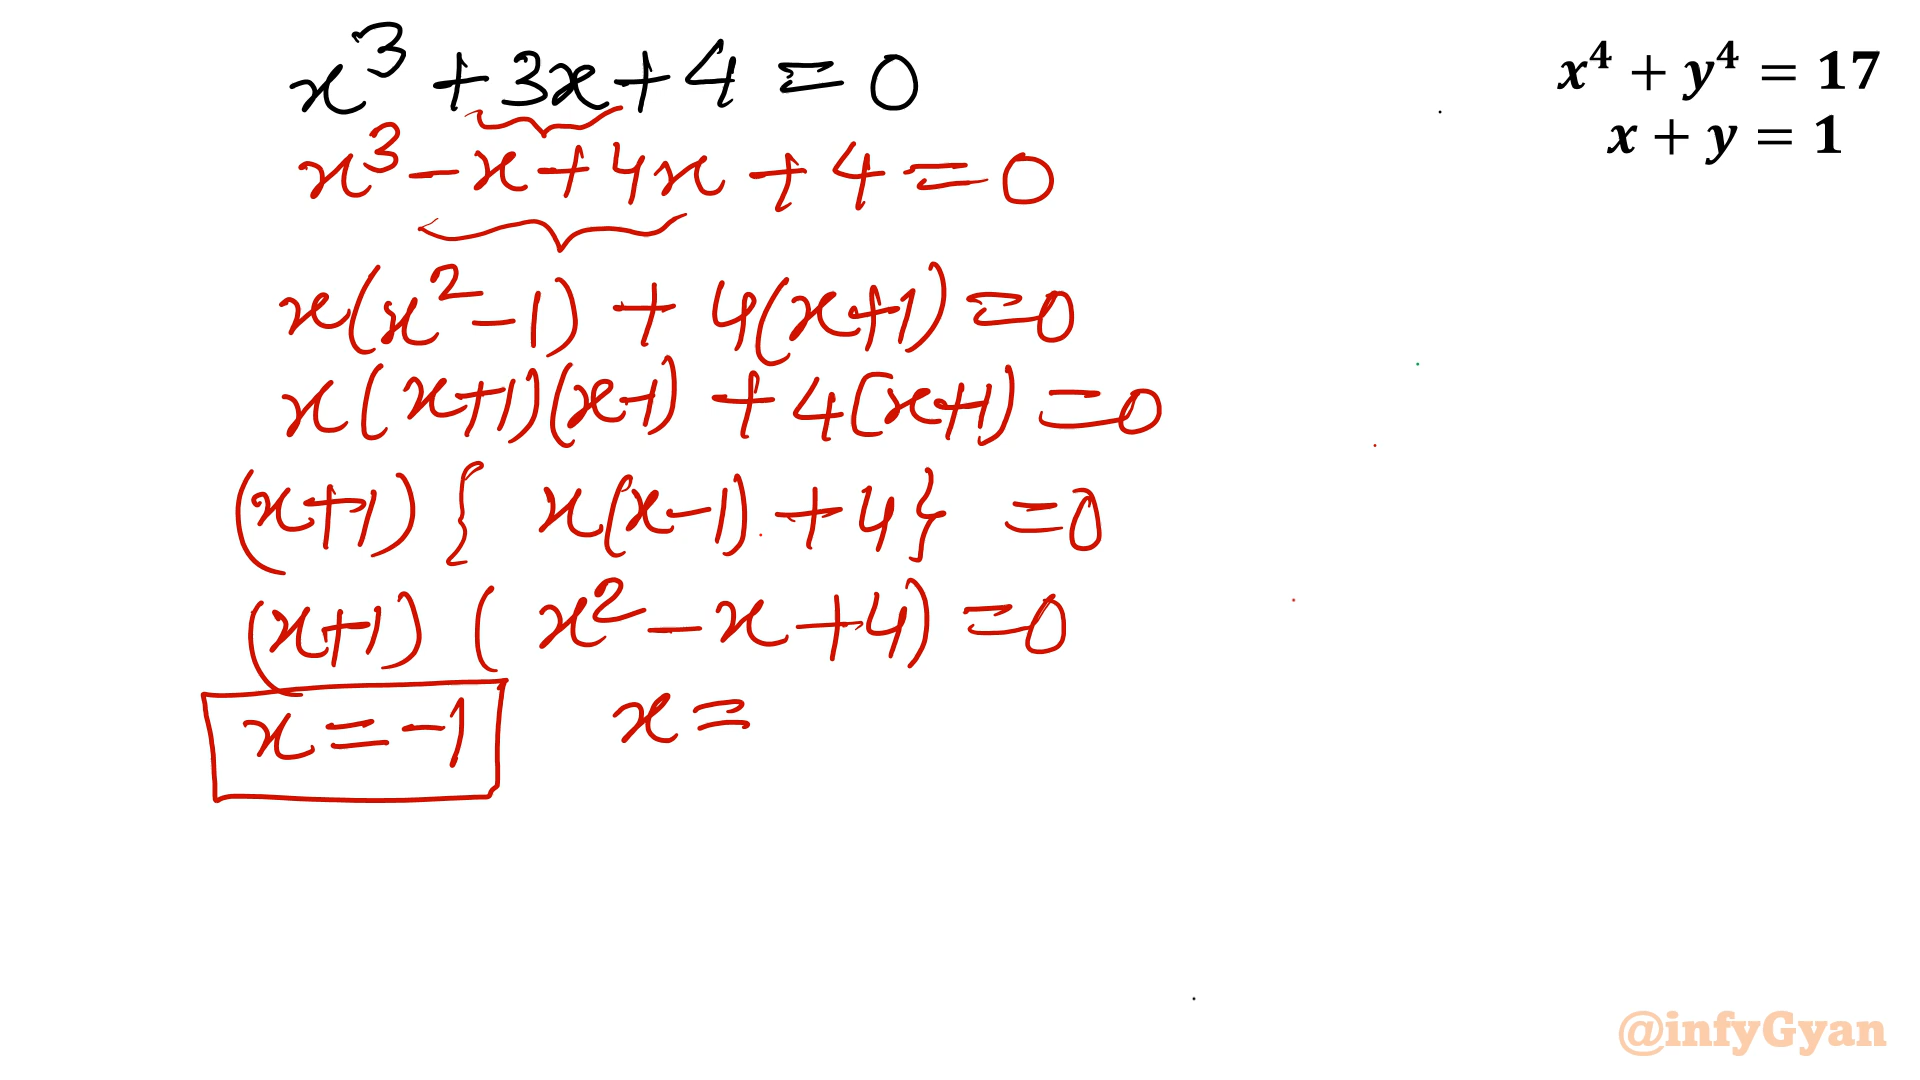 x³ + 3x + 4 = 0
x³ - x + 4x + 4 = 0
x(x² - 1) + 4(x+1) = 0
x(x+1)(x-1) + 4(x+1) = 0
(x+1) { x(x-1) + 4 } = 0
(x+1) ( x² - x + 4) = 0
x = -1 x =
x⁴ + y⁴ = 17
x + y = 1
@infyGyan